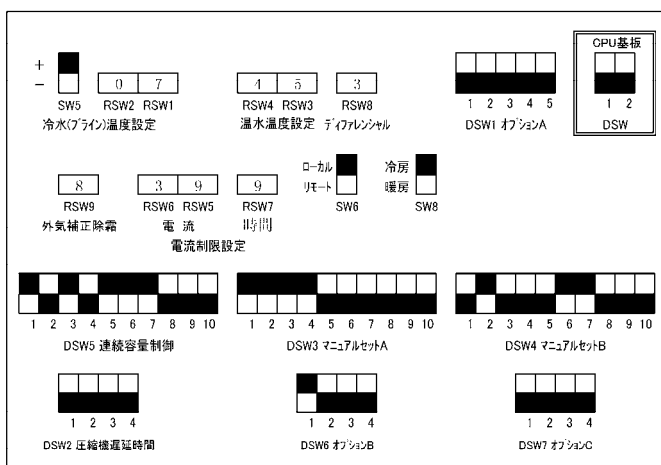 CPU基板
+
−
0 7
4 5
3
SW5 RSW2 RSW1
RSW4 RSW3 RSW8
1 2 3 4 5
1 2
冷水(ブライン)温度設定
温水温度設定 ディファレンシャル
DSW1 オプションA
DSW
ローカル
リモート
冷房
暖房
8
3 9
9
RSW9
RSW6 RSW5
RSW7
SW6
SW8
外気補正除霜
電 流
時間
電流制限設定
1 2 3 4 5 6 7 8 9 10
1 2 3 4 5 6 7 8 9 10
1 2 3 4 5 6 7 8 9 10
DSW5 連続容量制御
DSW3 マニュアルセットA
DSW4 マニュアルセットB
1 2 3 4
1 2 3 4
1 2 3 4
DSW2 圧縮機遅延時間
DSW6 オプションB
DSW7 オプションC